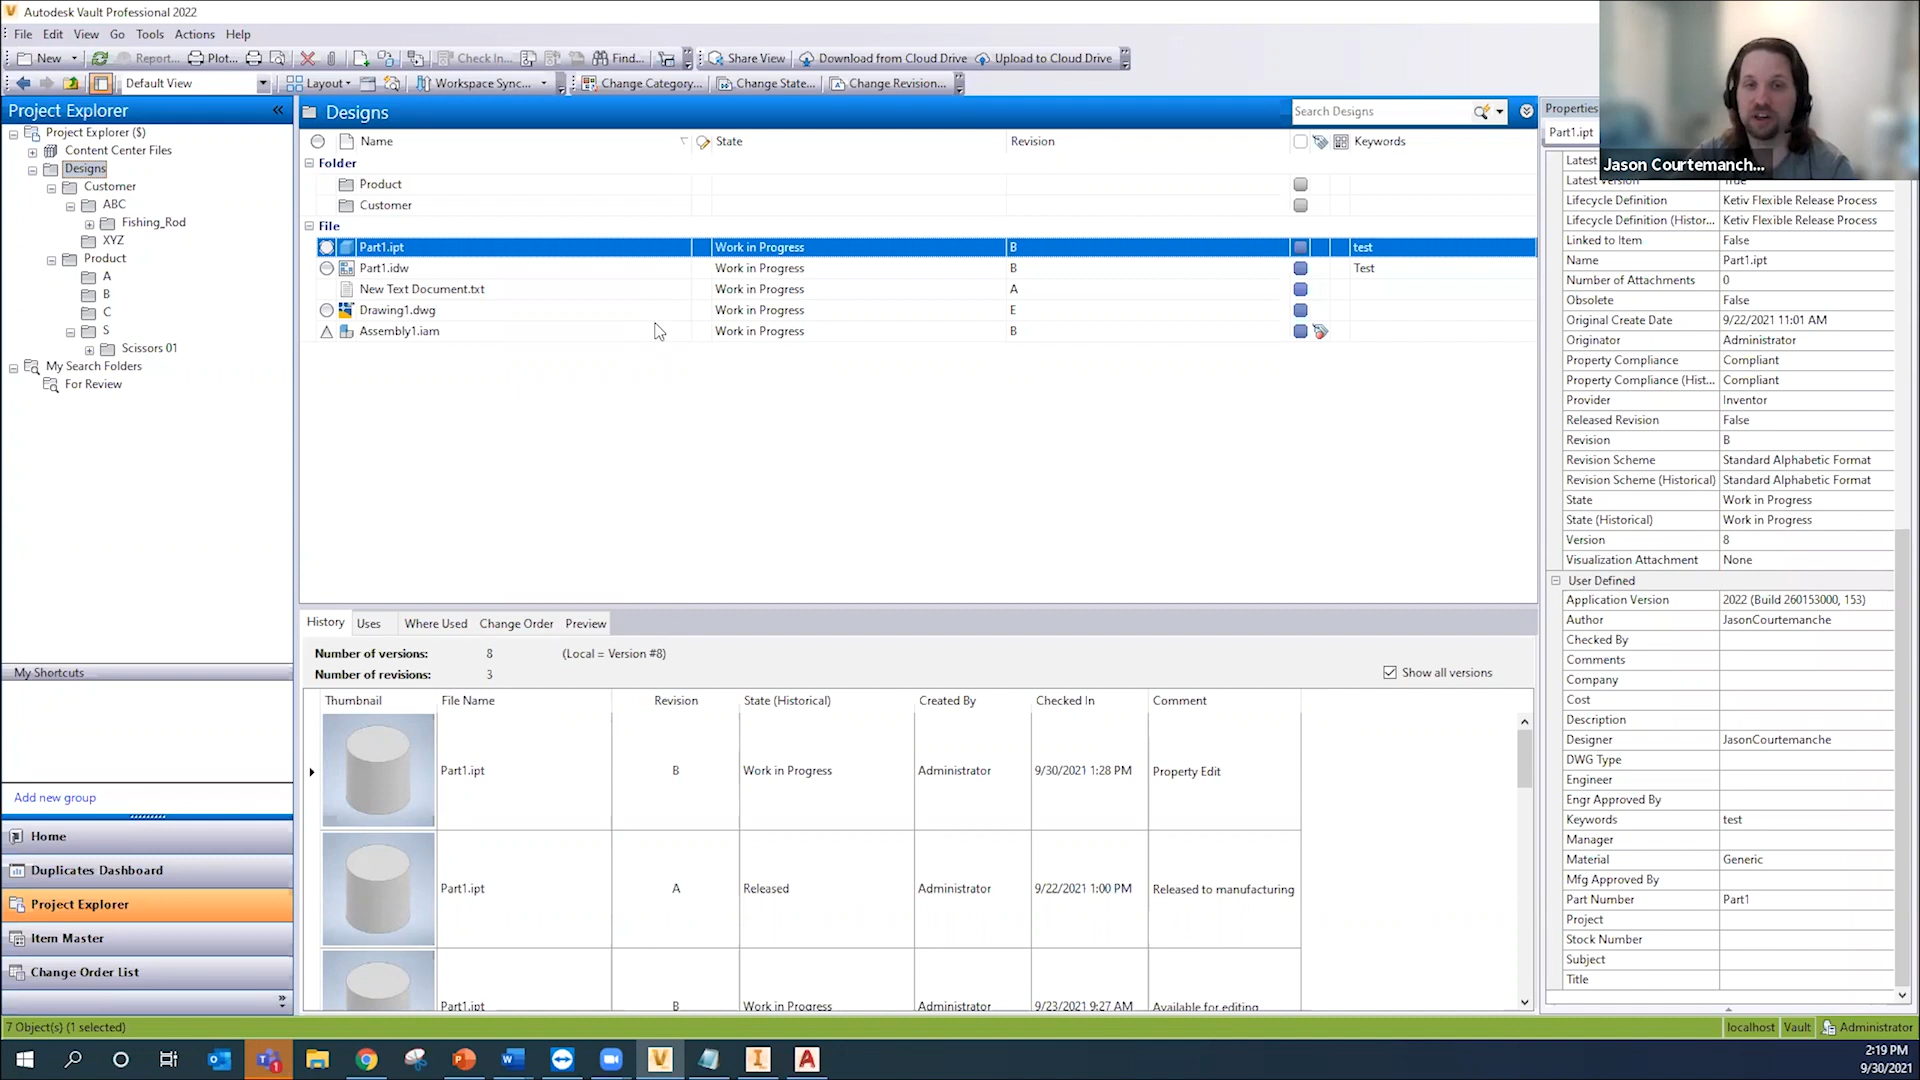 Autodesk Vault Professional 2022
File Edit View Go Tools Actions Help
New Report... Plot... Check In... Find... Share View Download from Cloud Drive Upload to Cloud Drive
Default View Layout Workspace Sync... Change Category... Change State... Change Revision...
Project Explorer
Project Explorer ($)
Content Center Files
Designs
Customer
ABC
Fishing_Rod
XYZ
Product
A
B
C
S
Scissors 01
My Search Folders
For Review
My Shortcuts
Add new group
Home
Duplicates Dashboard
Project Explorer
Item Master
Change Order List
Designs
Search Designs
Name State Revision Keywords
Folder
Product
Customer
File
Part1.ipt Work in Progress B test
Part1.idw Work in Progress B Test
New Text Document.txt Work in Progress A
Drawing1.dwg Work in Progress E
Assembly1.iam Work in Progress B
History Uses Where Used Change Order Preview
Number of versions: 8 (Local = Version #8)
Number of revisions: 3
Show all versions
Thumbnail File Name Revision State (Historical) Created By Checked In Comment
Part1.ipt B Work in Progress Administrator 9/30/2021 1:28 PM Property Edit
Part1.ipt A Released Administrator 9/22/2021 1:00 PM Released to manufacturing
Part1.ipt B Work in Progress Administrator 9/23/2021 9:27 AM Available for editing
Jason Courtemanch...
Properties
Part1.ipt
Latest
Latest Version True
Lifecycle Definition Ketiv Flexible Release Process
Lifecycle Definition (Histor... Ketiv Flexible Release Process
Linked to Item False
Name Part1.ipt
Number of Attachments 0
Obsolete False
Original Create Date 9/22/2021 11:01 AM
Originator Administrator
Property Compliance Compliant
Property Compliance (Hist... Compliant
Provider Inventor
Released Revision False
Revision B
Revision Scheme Standard Alphabetic Format
Revision Scheme (Historical) Standard Alphabetic Format
State Work in Progress
State (Historical) Work in Progress
Version 8
Visualization Attachment None
User Defined
Application Version 2022 (Build 260153000, 153)
Author JasonCourtemanche
Checked By
Comments
Company
Cost
Description
Designer JasonCourtemanche
DWG Type
Engineer
Engr Approved By
Keywords test
Manager
Material Generic
Mfg Approved By
Part Number Part1
Project
Stock Number
Subject
Title
7 Object(s) (1 selected)
localhost Vault Administrator
2:19 PM
9/30/2021